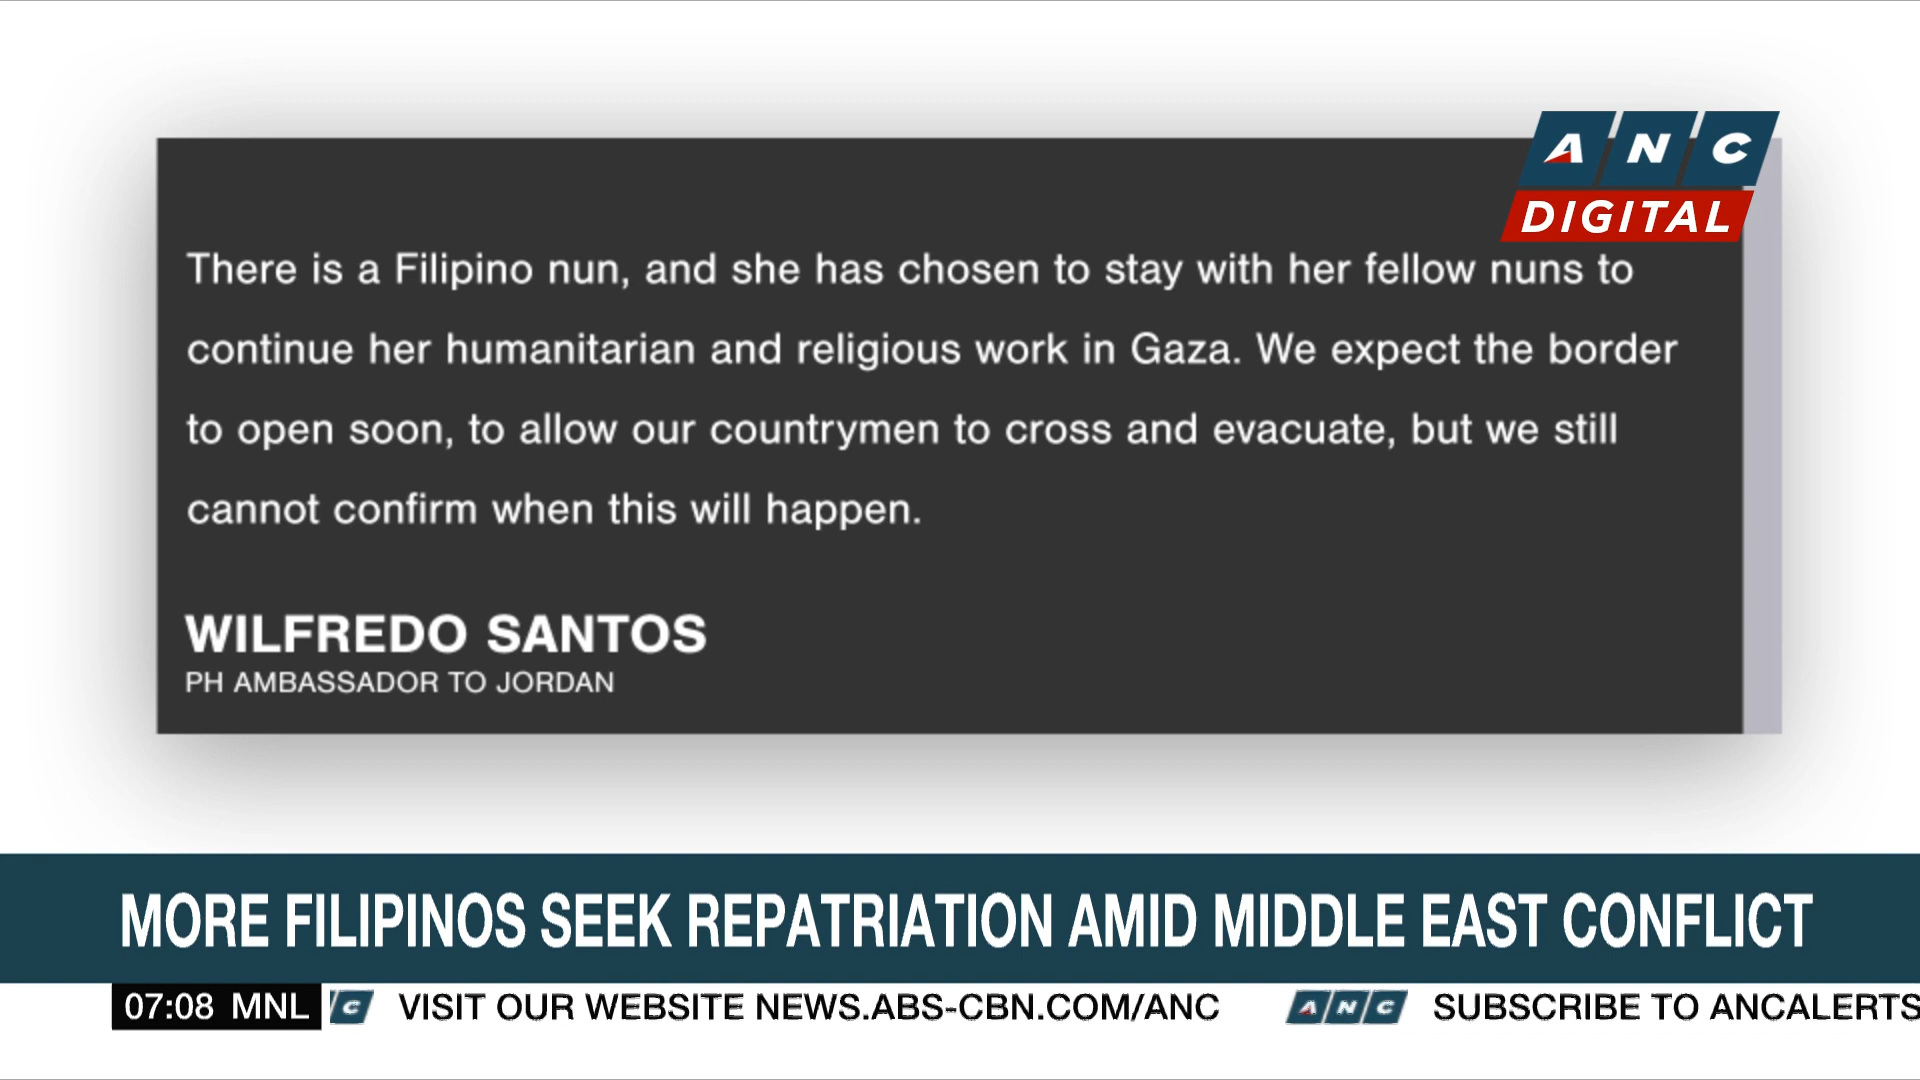 ANC
DIGITAL
There is a Filipino nun, and she has chosen to stay with her fellow nuns to
continue her humanitarian and religious work in Gaza. We expect the border
to open soon, to allow our countrymen to cross and evacuate, but we still
cannot confirm when this will happen.
WILFREDO SANTOS
PH AMBASSADOR TO JORDAN
MORE FILIPINOS SEEK REPATRIATION AMID MIDDLE EAST CONFLICT
07:08 MNL C VISIT OUR WEBSITE NEWS.ABS-CBN.COM/ANC ANC SUBSCRIBE TO ANCALERTS